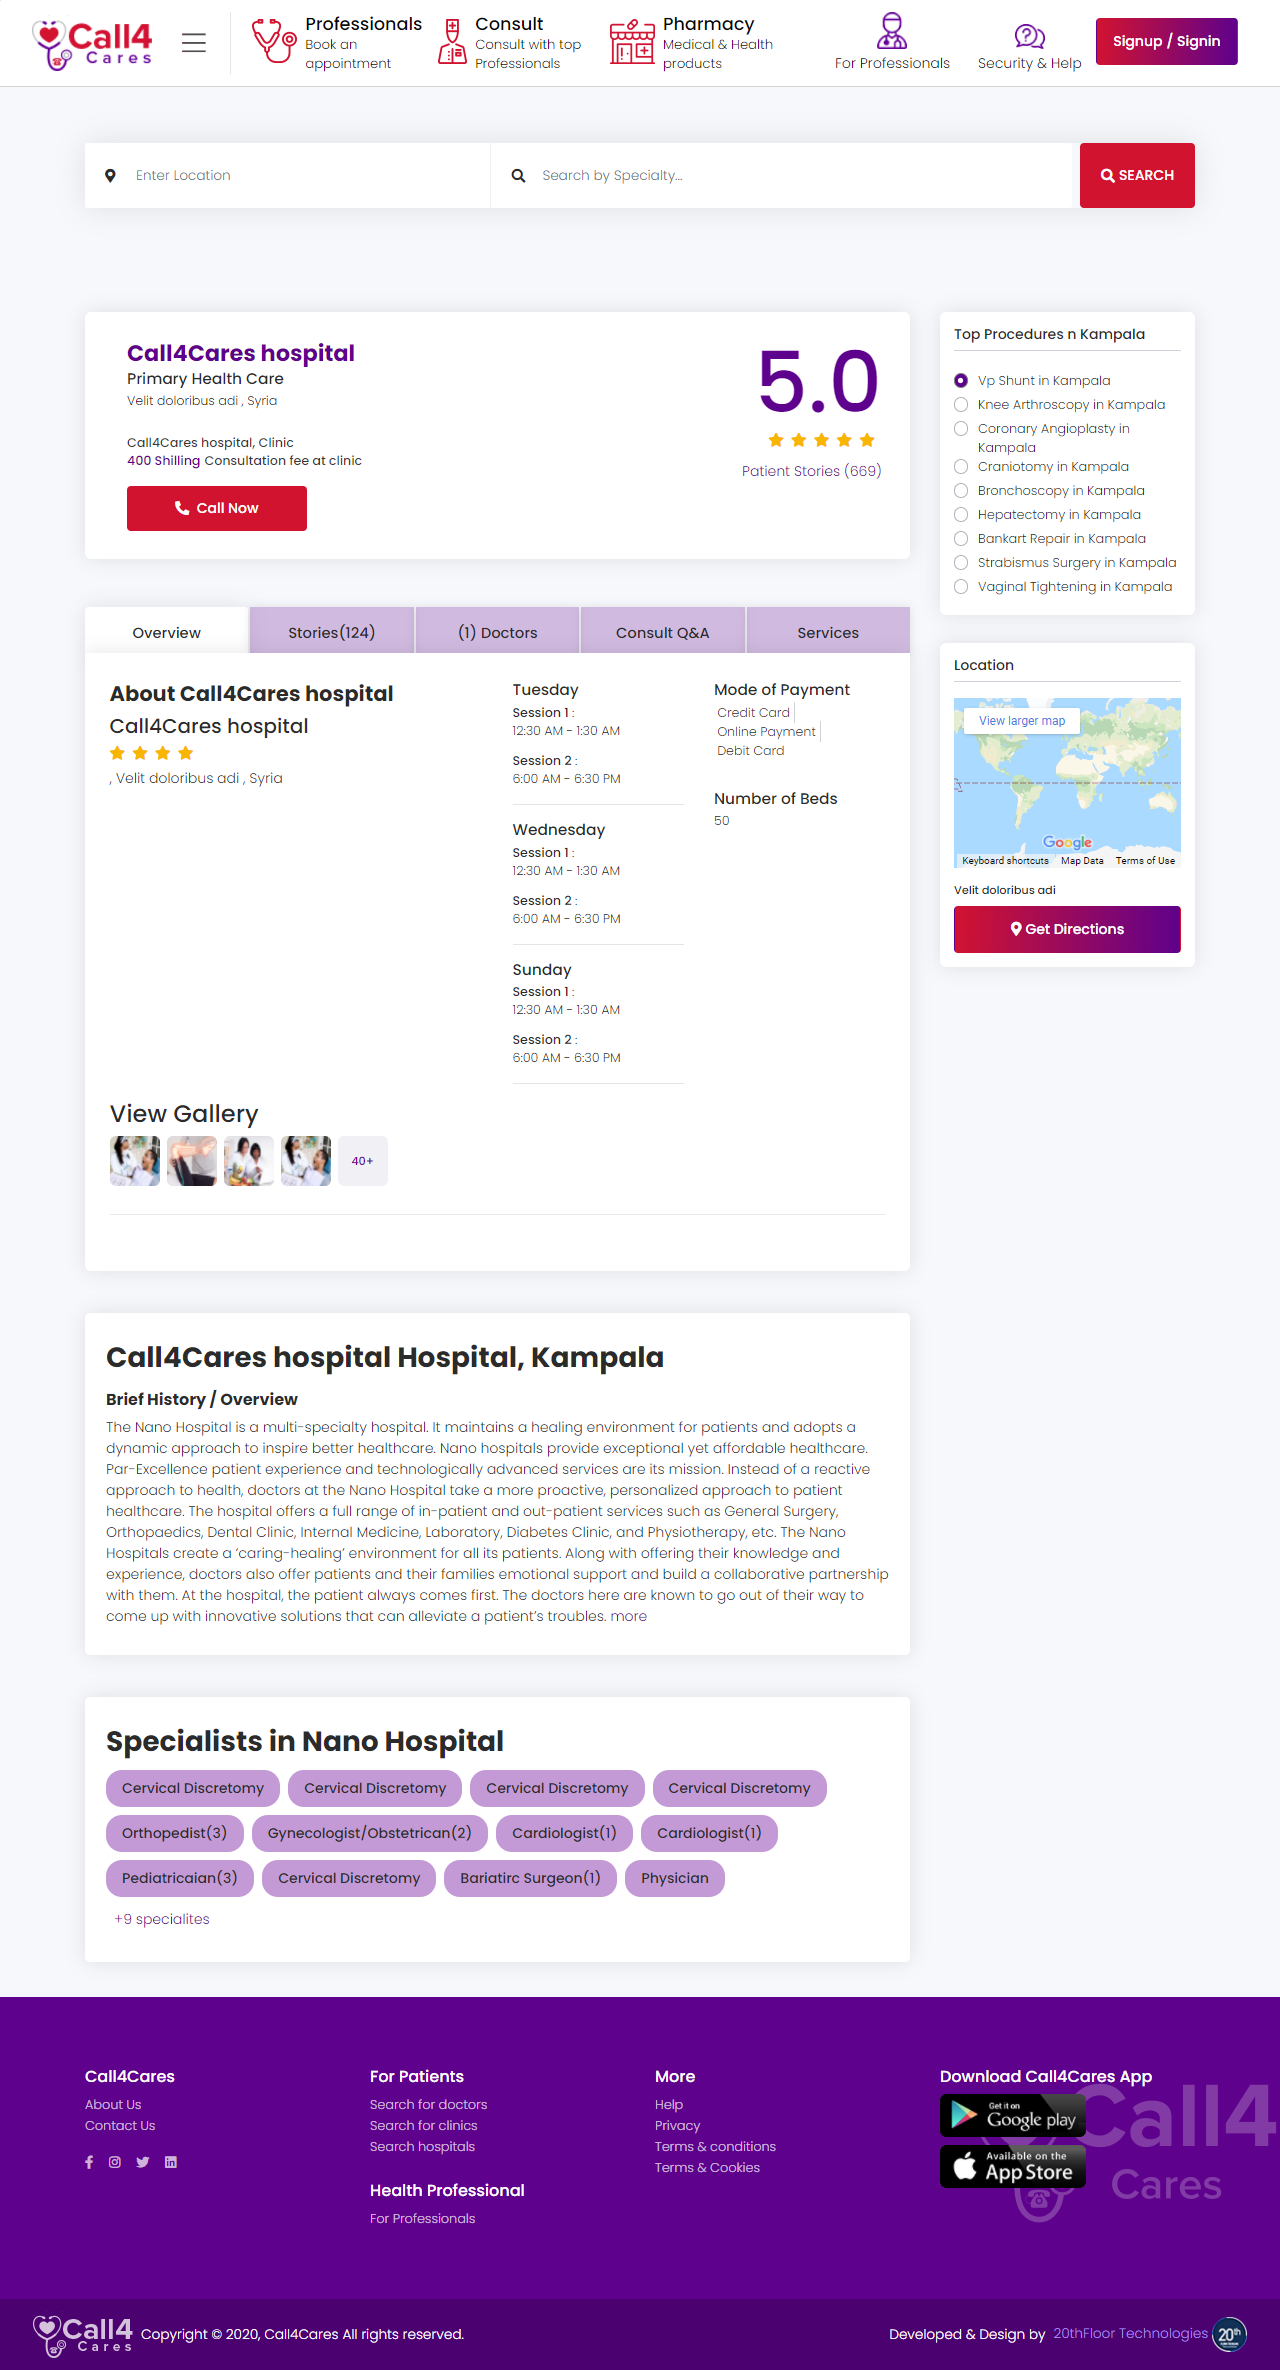 Call4
Cares
Professionals
Book an
appointment
Consult
Consult with top
Professionals
Pharmacy
Medical & Health
products
For Professionals
Security & Help
Signup / Signin
Enter Location
Search by Specialty...
SEARCH
Call4Cares hospital
Primary Health Care
Velit doloribus adi , Syria
Call4Cares hospital, Clinic
400 Shilling Consultation fee at clinic
Call Now
5.0
Patient Stories (669)
Top Procedures n Kampala
Vp Shunt in Kampala
Knee Arthroscopy in Kampala
Coronary Angioplasty in
Kampala
Craniotomy in Kampala
Bronchoscopy in Kampala
Hepatectomy in Kampala
Bankart Repair in Kampala
Strabismus Surgery in Kampala
Vaginal Tightening in Kampala
Overview
Stories(124)
(1) Doctors
Consult Q&A
Services
About Call4Cares hospital
Call4Cares hospital
, Velit doloribus adi , Syria
Tuesday
Session 1 :
12:30 AM - 1:30 AM
Session 2 :
6:00 AM - 6:30 PM
Wednesday
Session 1 :
12:30 AM - 1:30 AM
Session 2 :
6:00 AM - 6:30 PM
Sunday
Session 1 :
12:30 AM - 1:30 AM
Session 2 :
6:00 AM - 6:30 PM
Mode of Payment
Credit Card
Online Payment
Debit Card
Number of Beds
50
Location
View larger map
Google
Keyboard shortcuts
Map Data
Terms of Use
Velit doloribus adi
Get Directions
View Gallery
40+
Call4Cares hospital Hospital, Kampala
Brief History / Overview
The Nano Hospital is a multi-specialty hospital. It maintains a healing environment for patients and adopts a
dynamic approach to inspire better healthcare. Nano hospitals provide exceptional yet affordable healthcare.
Par-Excellence patient experience and technologically advanced services are its mission. Instead of a reactive
approach to health, doctors at the Nano Hospital take a more proactive, personalized approach to patient
healthcare. The hospital offers a full range of in-patient and out-patient services such as General Surgery,
Orthopaedics, Dental Clinic, Internal Medicine, Laboratory, Diabetes Clinic, and Physiotherapy, etc. The Nano
Hospitals create a ‘caring-healing’ environment for all its patients. Along with offering their knowledge and
experience, doctors also offer patients and their families emotional support and build a collaborative partnership
with them. At the hospital, the patient always comes first. The doctors here are known to go out of their way to
come up with innovative solutions that can alleviate a patient’s troubles. more
Specialists in Nano Hospital
Cervical Discretomy
Cervical Discretomy
Cervical Discretomy
Cervical Discretomy
Orthopedist(3)
Gynecologist/Obstetrican(2)
Cardiologist(1)
Cardiologist(1)
Pediatricaian(3)
Cervical Discretomy
Bariatirc Surgeon(1)
Physician
+9 specialites
Call4Cares
About Us
Contact Us
For Patients
Search for doctors
Search for clinics
Search hospitals
Health Professional
For Professionals
More
Help
Privacy
Terms & conditions
Terms & Cookies
Download Call4Cares App
Get it on
Google play
Available on the
App Store
Call4
Cares
Call4
Cares
Copyright © 2020, Call4Cares All rights reserved.
Developed & Design by 20thFloor Technologies
20th